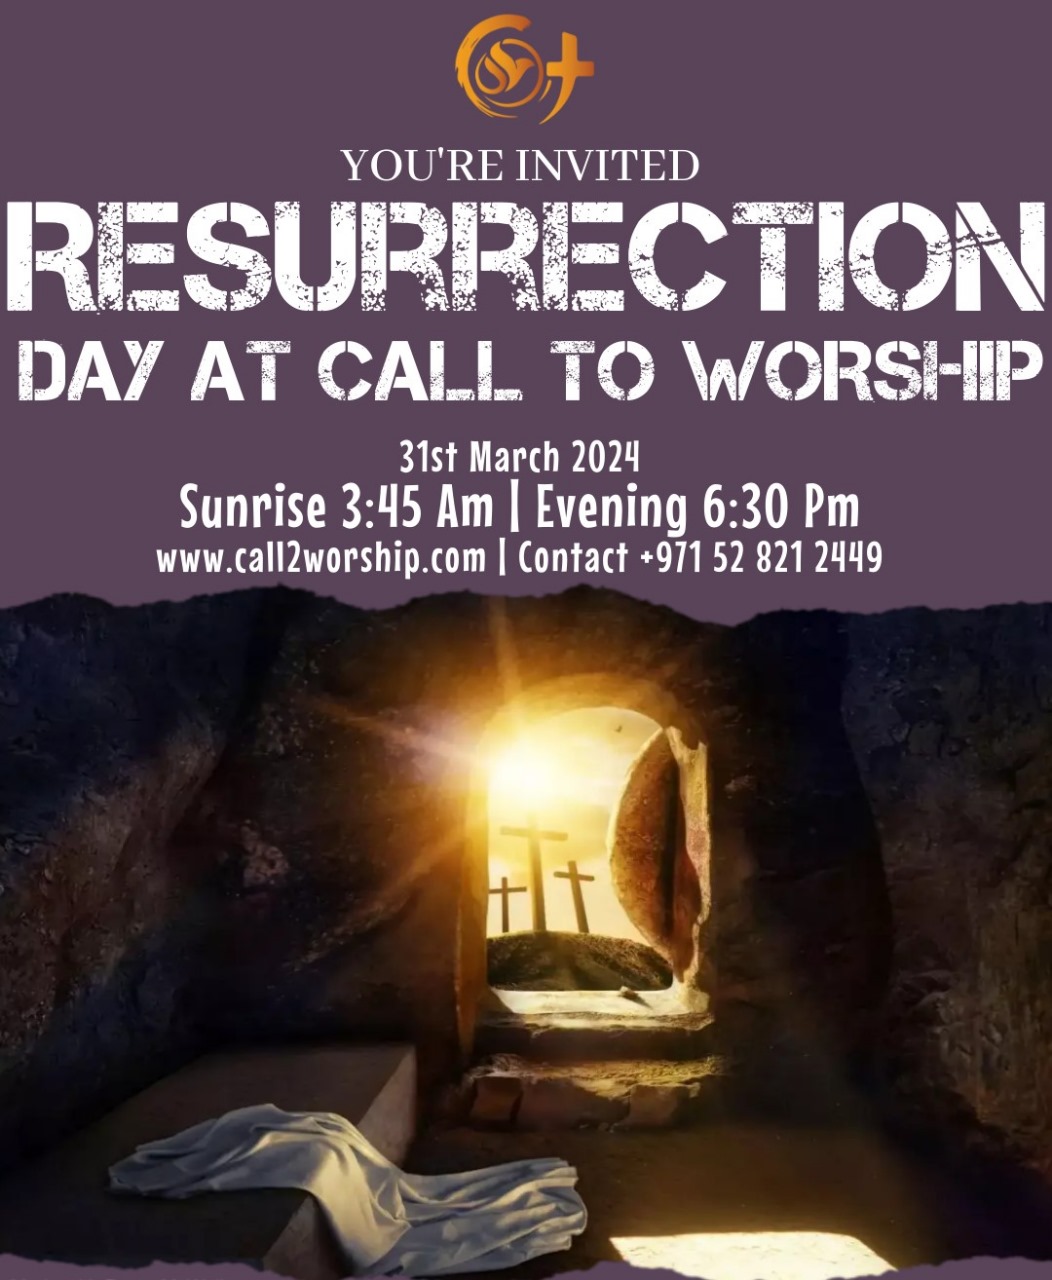 YOU'RE INVITED
RESURRECTION
DAY AT CALL TO WORSHIP
31st March 2024
Sunrise 3:45 Am | Evening 6:30 Pm
www.call2worship.com | Contact +971 52 821 2449